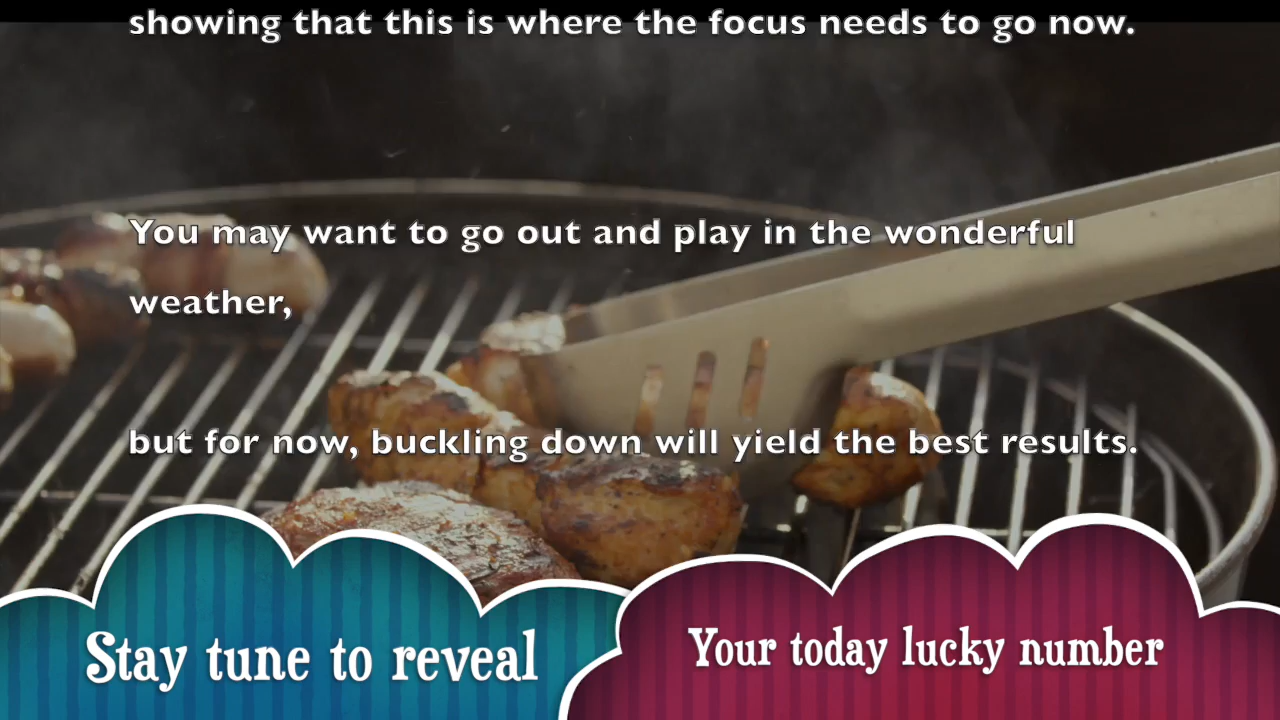 showing that this is where the focus needs to go now.
You may want to go out and play in the wonderful
weather,
but for now, buckling down will yield the best results.
Stay tune to reveal
Your today lucky number